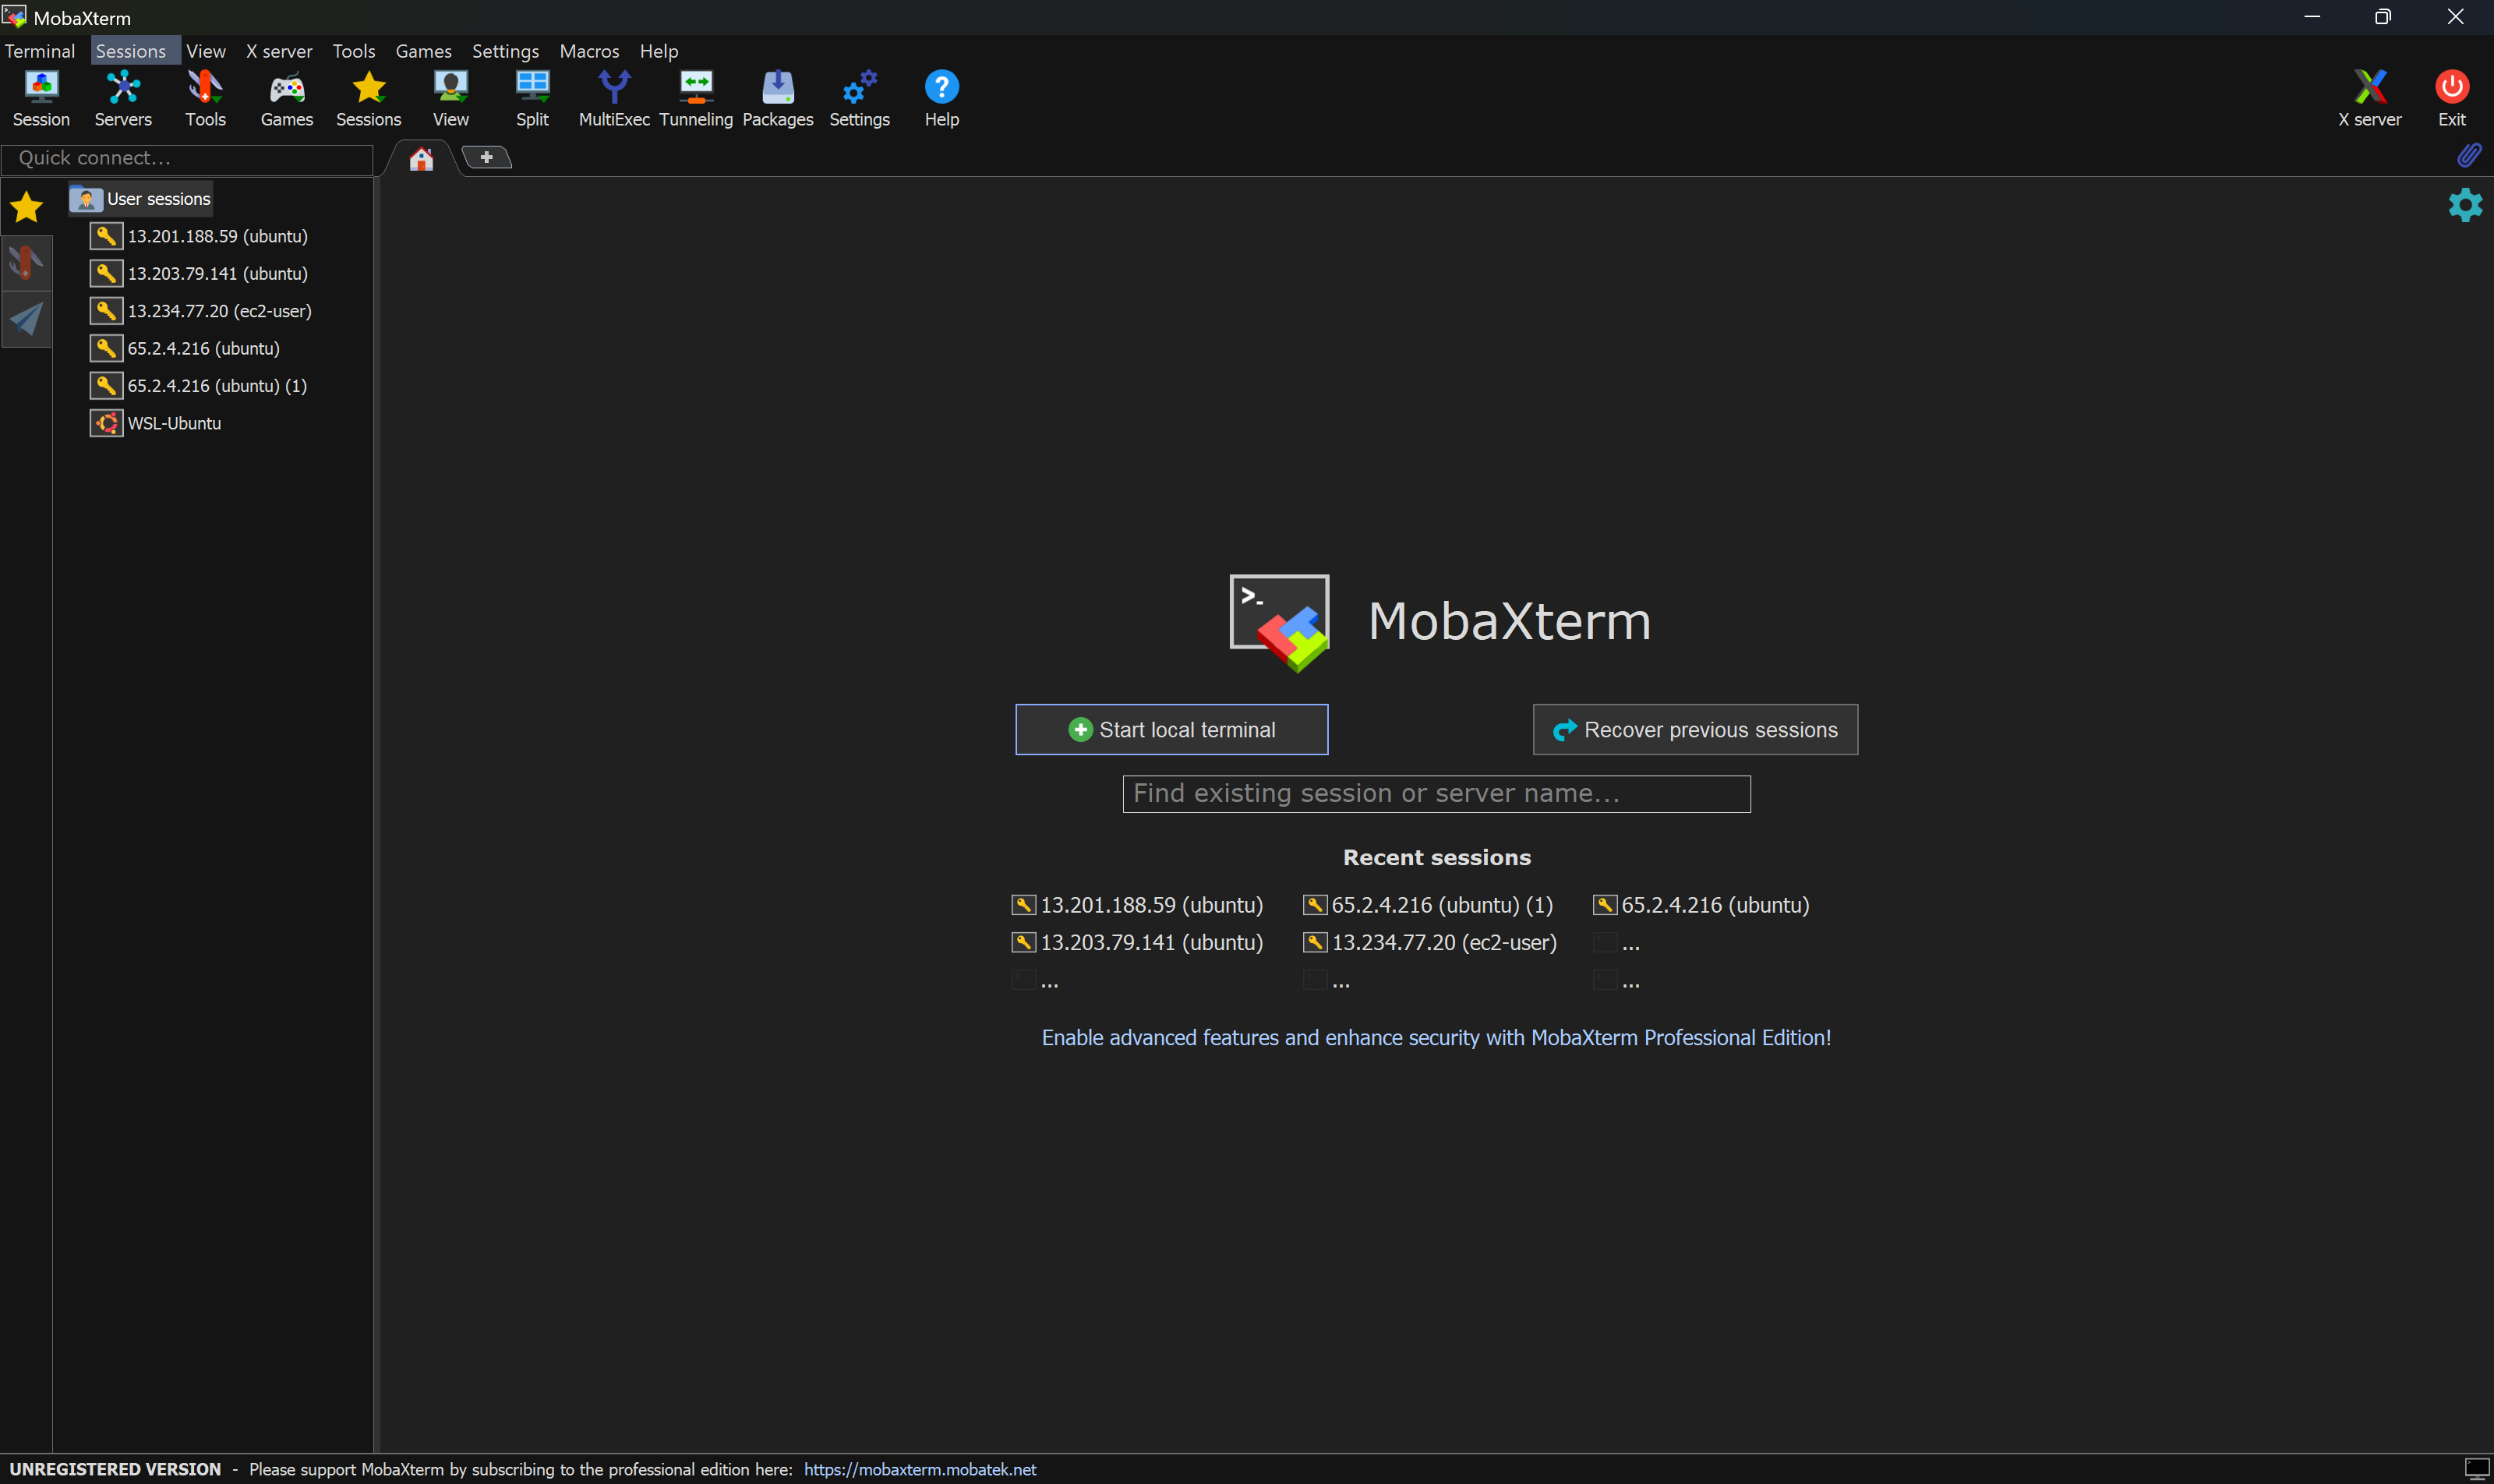 MobaXterm
Terminal Sessions View X server Tools Games Settings Macros Help
Session Servers Tools Games Sessions View Split MultiExec Tunneling Packages Settings Help X server Exit
Quick connect...
User sessions
13.201.188.59 (ubuntu)
13.203.79.141 (ubuntu)
13.234.77.20 (ec2-user)
65.2.4.216 (ubuntu)
65.2.4.216 (ubuntu) (1)
WSL-Ubuntu
MobaXterm
Start local terminal Recover previous sessions
Find existing session or server name...
Recent sessions
13.201.188.59 (ubuntu) 65.2.4.216 (ubuntu) (1) 65.2.4.216 (ubuntu)
13.203.79.141 (ubuntu) 13.234.77.20 (ec2-user) ...
... ... ...
Enable advanced features and enhance security with MobaXterm Professional Edition!
UNREGISTERED VERSION - Please support MobaXterm by subscribing to the professional edition here: https://mobaxterm.mobatek.net